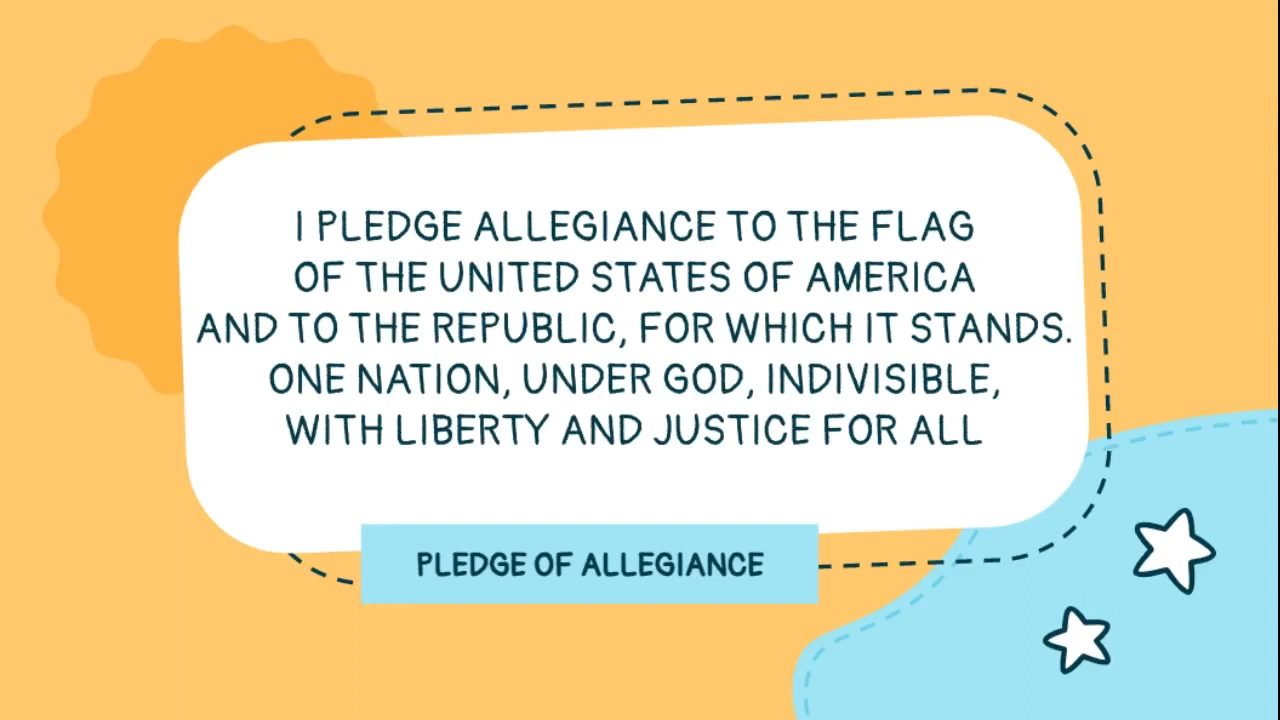 I PLEDGE ALLEGIANCE TO THE FLAG
OF THE UNITED STATES OF AMERICA
AND TO THE REPUBLIC, FOR WHICH IT STANDS.
ONE NATION, UNDER GOD, INDIVISIBLE,
WITH LIBERTY AND JUSTICE FOR ALL
PLEDGE OF ALLEGIANCE